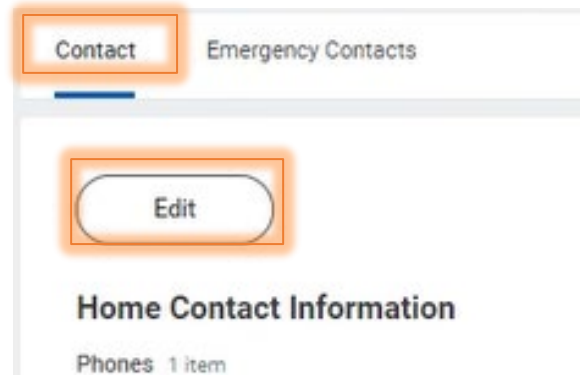 Contact Emergency Contacts
Edit
Home Contact Information
Phones 1 item